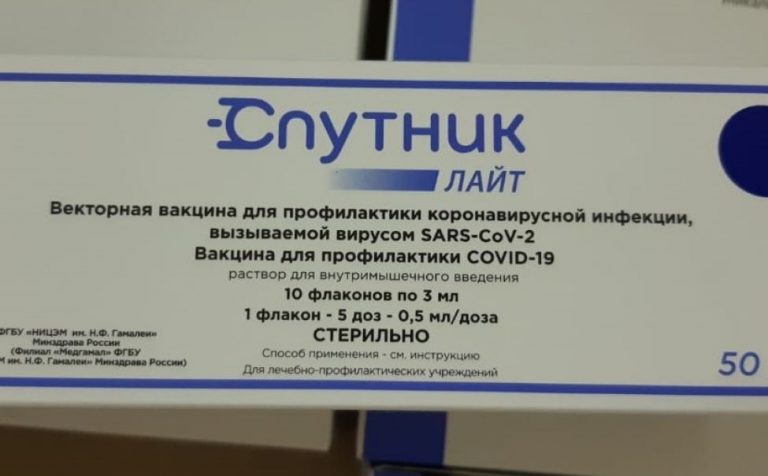 Спутник
ЛАЙТ
Векторная вакцина для профилактики коронавирусной инфекции,
вызываемой вирусом SARS-CoV-2
Вакцина для профилактики COVID-19
раствор для внутримышечного введения
10 флаконов по 3 мл
1 флакон - 5 доз - 0,5 мл/доза
СТЕРИЛЬНО
Способ применения - см. инструкцию
Для лечебно-профилактических учреждений
ФГБУ «НИЦЭМ им. Н.Ф. Гамалеи»
Минздрава России
(Филиал «Медгамал» ФГБУ
им. Н.Ф. Гамалеи» Минздрава России)
50